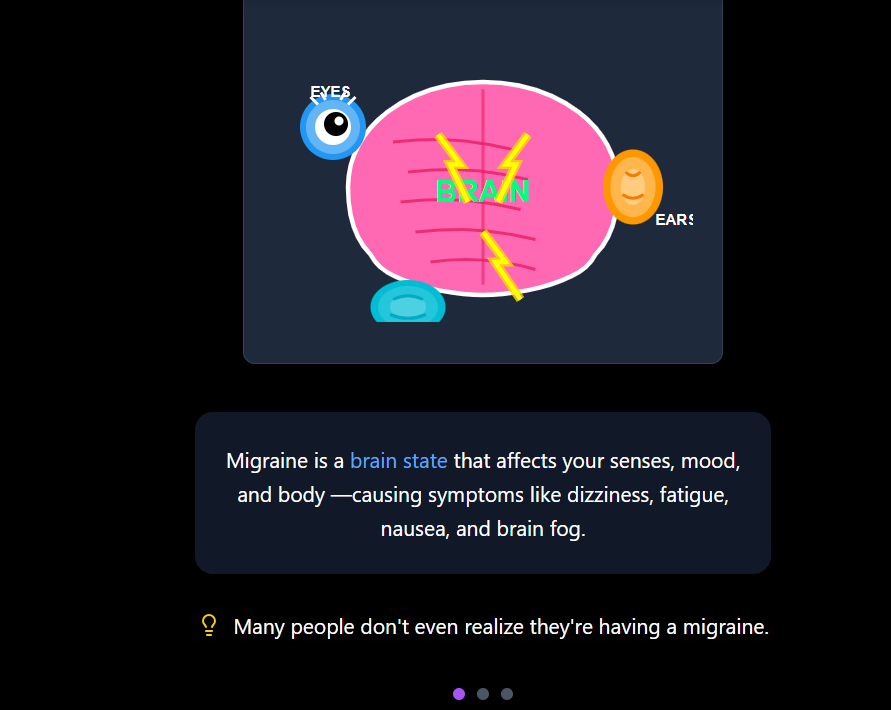 EYES
BRAIN
EARS
Migraine is a brain state that affects your senses, mood,
and body —causing symptoms like dizziness, fatigue,
nausea, and brain fog.
Many people don't even realize they're having a migraine.